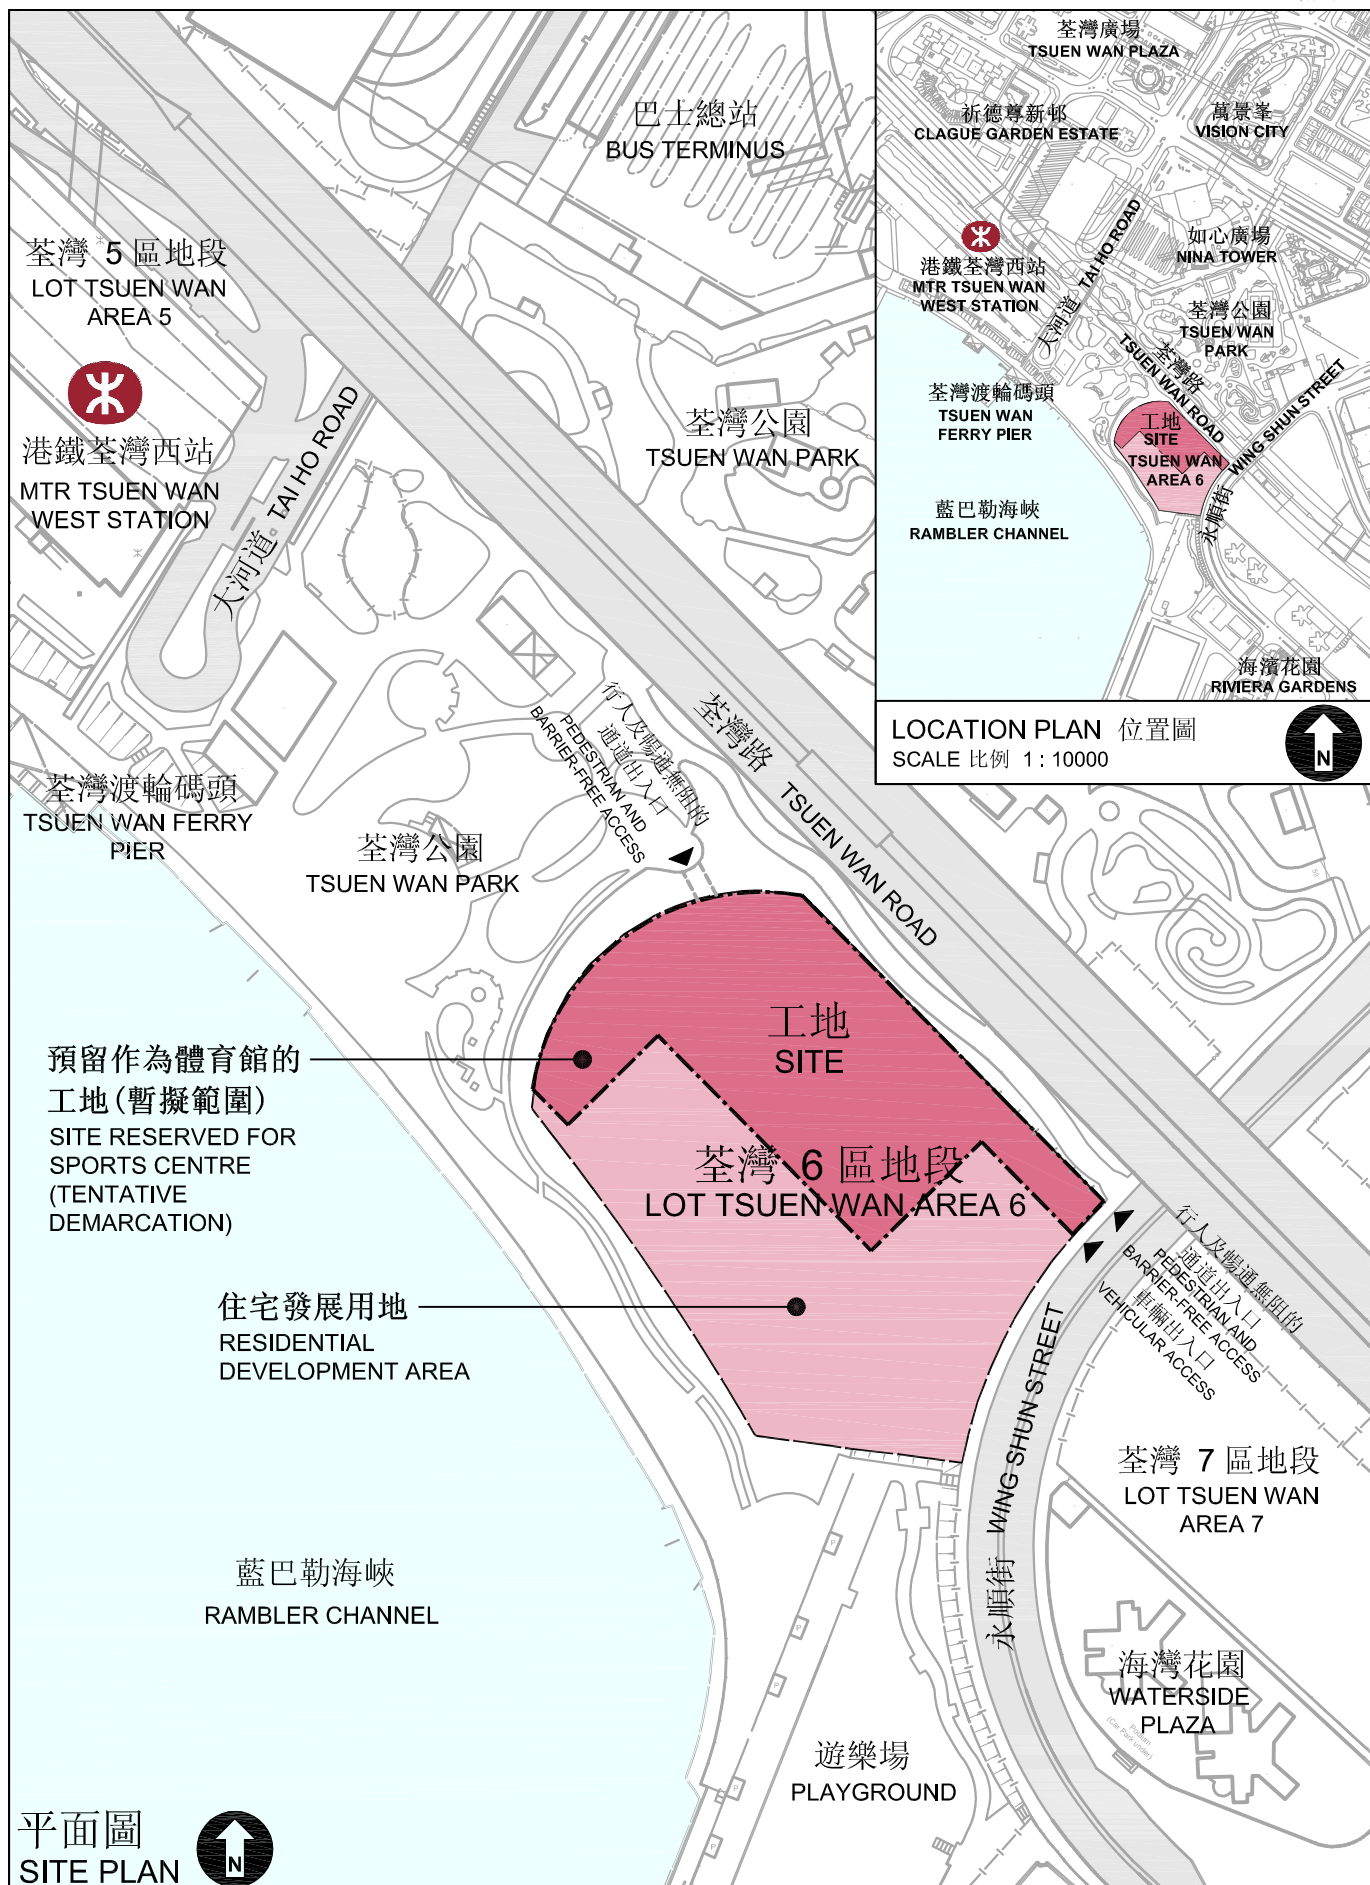 巴士總站
BUS TERMINUS
荃灣 5 區地段
LOT TSUEN WAN
AREA 5
港鐵荃灣西站
MTR TSUEN WAN
WEST STATION
大河道 TAI HO ROAD
荃灣公園
TSUEN WAN PARK
荃灣廣場
TSUEN WAN PLAZA
祈德尊新邨
CLAGUE GARDEN ESTATE
萬景峯
VISION CITY
港鐵荃灣西站
MTR TSUEN WAN
WEST STATION
大河道 TAI HO ROAD
如心廣場
NINA TOWER
荃灣公園
TSUEN WAN
PARK
荃灣路
TSUEN WAN ROAD
荃灣渡輪碼頭
TSUEN WAN
FERRY PIER
工地
SITE
TSUEN WAN
AREA 6
永順街 WING SHUN STREET
藍巴勒海峽
RAMBLER CHANNEL
海濱花園
RIVIERA GARDENS
LOCATION PLAN 位置圖
SCALE 比例 1 : 10000
N
荃灣渡輪碼頭
TSUEN WAN FERRY
PIER
荃灣公園
TSUEN WAN PARK
行人及暢通無阻的
通道出入口
PEDESTRIAN AND
BARRIER-FREE ACCESS
荃灣路 TSUEN WAN ROAD
工地
SITE
預留作為體育館的
工地(暫擬範圍)
SITE RESERVED FOR
SPORTS CENTRE
(TENTATIVE
DEMARCATION)
荃灣 6 區地段
LOT TSUEN WAN AREA 6
住宅發展用地
RESIDENTIAL
DEVELOPMENT AREA
行人及暢通無阻的
通道出入口
PEDESTRIAN AND
BARRIER-FREE ACCESS
車輛出入口
VEHICULAR ACCESS
永順街 WING SHUN STREET
荃灣 7 區地段
LOT TSUEN WAN
AREA 7
藍巴勒海峽
RAMBLER CHANNEL
海灣花園
WATERSIDE
PLAZA
Podium
(Car Park under)
遊樂場
PLAYGROUND
平面圖
SITE PLAN
N